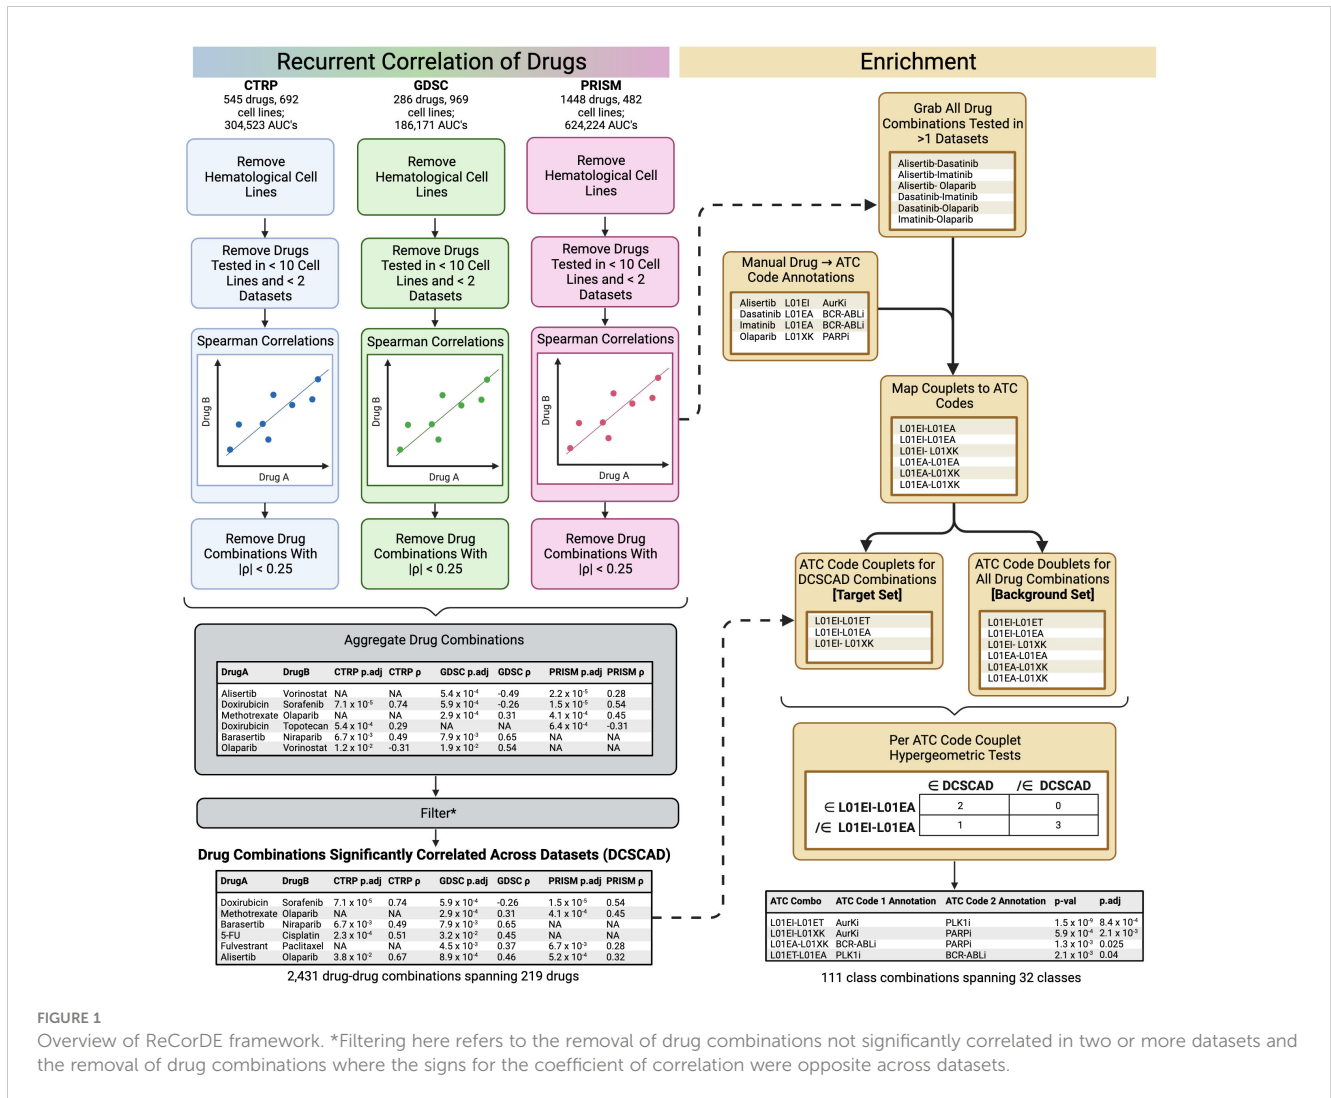 Recurrent Correlation of Drugs
CTRP
545 drugs, 692
cell lines;
304,523 AUC's
GDSC
286 drugs, 969
cell lines;
186,171 AUC's
PRISM
1448 drugs, 482
cell lines;
624,224 AUC's
Remove
Hematological Cell
Lines
Remove
Hematological Cell
Lines
Remove
Hematological Cell
Lines
Remove Drugs
Tested in < 10 Cell
Lines and < 2
Datasets
Remove Drugs
Tested in < 10 Cell
Lines and < 2
Datasets
Remove Drugs
Tested in < 10 Cell
Lines and < 2
Datasets
Spearman Correlations
Drug B
Drug A
Spearman Correlations
Drug B
Drug A
Spearman Correlations
Drug B
Drug A
Remove Drug
Combinations With
|ρ| < 0.25
Remove Drug
Combinations With
|ρ| < 0.25
Remove Drug
Combinations With
|ρ| < 0.25
Aggregate Drug Combinations
DrugA DrugB CTRP p.adj CTRP ρ GDSC p.adj GDSC ρ PRISM p.adj PRISM ρ
Alisertib Vorinostat NA NA 5.4 x 10⁻⁴ -0.49 2.2 x 10⁻⁵ 0.28
Doxirubicin Sorafenib 7.1 x 10⁻⁵ 0.74 5.9 x 10⁻⁴ -0.26 1.5 x 10⁻⁵ 0.54
Methotrexate Olaparib NA NA 2.9 x 10⁻⁴ 0.31 4.1 x 10⁻⁴ 0.45
Doxirubicin Topotecan 5.4 x 10⁻⁴ 0.29 NA NA 6.4 x 10⁻⁴ -0.31
Barasertib Niraparib 6.7 x 10⁻³ 0.49 7.9 x 10⁻³ 0.65 NA NA
Olaparib Vorinostat 1.2 x 10⁻² -0.31 1.9 x 10⁻² 0.54 NA NA
Filter*
Drug Combinations Significantly Correlated Across Datasets (DCSCAD)
DrugA DrugB CTRP p.adj CTRP ρ GDSC p.adj GDSC ρ PRISM p.adj PRISM ρ
Doxirubicin Sorafenib 7.1 x 10⁻⁵ 0.74 5.9 x 10⁻⁴ -0.26 1.5 x 10⁻⁵ 0.54
Methotrexate Olaparib NA NA 2.9 x 10⁻⁴ 0.31 4.1 x 10⁻⁴ 0.45
Barasertib Niraparib 6.7 x 10⁻³ 0.49 7.9 x 10⁻³ 0.65 NA NA
5-FU Cisplatin 2.3 x 10⁻⁴ 0.51 3.2 x 10⁻² 0.45 NA NA
Fulvestrant Paclitaxel NA NA 4.5 x 10⁻³ 0.37 6.7 x 10⁻³ 0.28
Alisertib Olaparib 3.8 x 10⁻² 0.67 8.9 x 10⁻⁴ 0.46 5.2 x 10⁻⁴ 0.32
2,431 drug-drug combinations spanning 219 drugs
Enrichment
Grab All Drug
Combinations Tested in
>1 Datasets
Alisertib-Dasatinib
Alisertib-Imatinib
Alisertib- Olaparib
Dasatinib-Imatinib
Dasatinib-Olaparib
Imatinib-Olaparib
Manual Drug → ATC
Code Annotations
Alisertib L01EI AurKi
Dasatinib L01EA BCR-ABLi
Imatinib L01EA BCR-ABLi
Olaparib L01XK PARPi
Map Couplets to ATC
Codes
L01EI-L01EA
L01EI-L01EA
L01EI- L01XK
L01EA-L01EA
L01EA-L01XK
L01EA-L01XK
ATC Code Couplets for
DCSCAD Combinations
[Target Set]
L01EI-L01ET
L01EI-L01EA
L01EI- L01XK
ATC Code Doublets for
All Drug Combinations
[Background Set]
L01EI-L01ET
L01EI-L01EA
L01EI- L01XK
L01EA-L01EA
L01EA-L01XK
L01EA-L01XK
Per ATC Code Couplet
Hypergeometric Tests
∈ DCSCAD /∈ DCSCAD
∈ L01EI-L01EA 2 0
/∈ L01EI-L01EA 1 3
ATC Combo ATC Code 1 Annotation ATC Code 2 Annotation p-val p.adj
L01EI-L01ET AurKi PLK1i 1.5 x 10⁻⁹ 8.4 x 10⁻⁴
L01EI-L01XK AurKi PARPi 5.9 x 10⁻⁴ 2.1 x 10⁻³
L01EA-L01XK BCR-ABLi PARPi 1.3 x 10⁻³ 0.025
L01ET-L01EA PLK1i BCR-ABLi 2.1 x 10⁻³ 0.04
111 class combinations spanning 32 classes
FIGURE 1
Overview of ReCorDE framework. *Filtering here refers to the removal of drug combinations not significantly correlated in two or more datasets and
the removal of drug combinations where the signs for the coefficient of correlation were opposite across datasets.